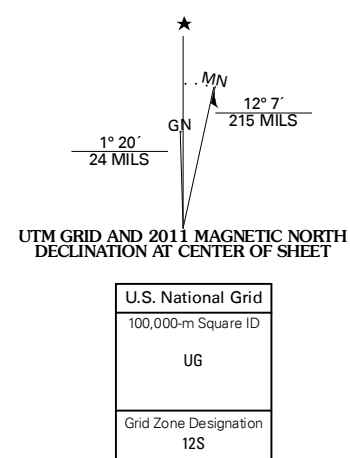 MN
GN
12° 7´
215 MILS
1° 20´
24 MILS
UTM GRID AND 2011 MAGNETIC NORTH
DECLINATION AT CENTER OF SHEET
U.S. National Grid
100,000-m Square ID
UG
Grid Zone Designation
12S